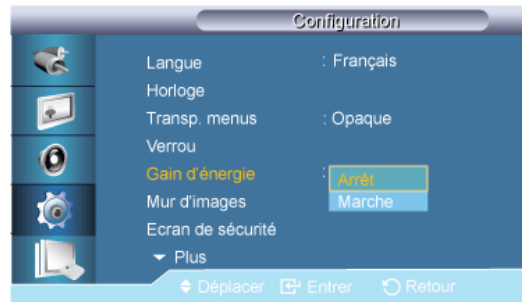 Configuration
Langue : Français
Horloge
Transp. menus : Opaque
Verrou
Gain d'énergie : Arrêt
Marche
Mur d'images
Ecran de sécurité
Plus
Déplacer Entrer Retour